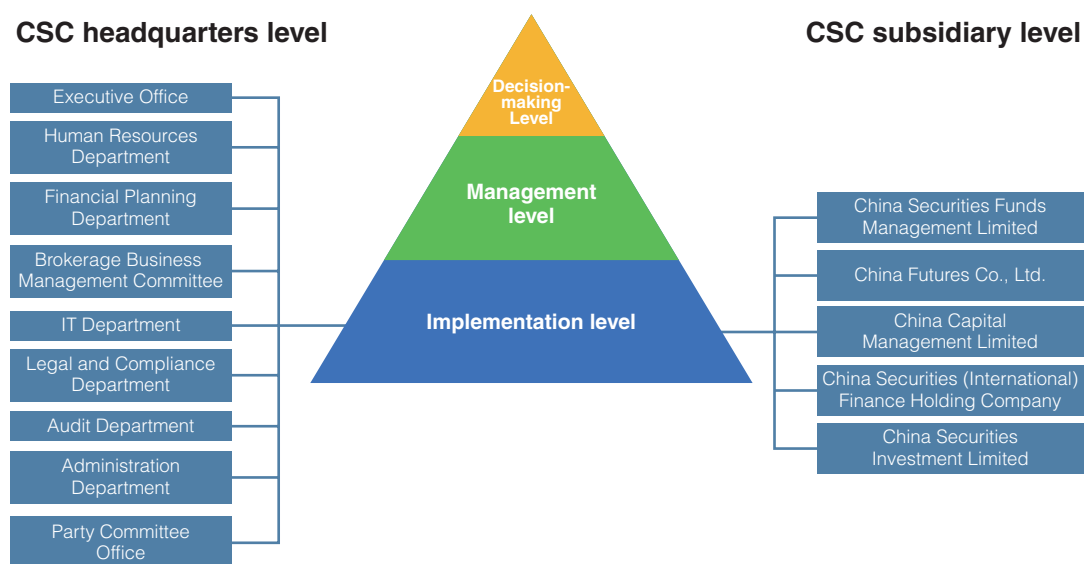 CSC headquarters level
Executive Office
Human Resources
Department
Financial Planning
Department
Brokerage Business
Management Committee
IT Department
Legal and Compliance
Department
Audit Department
Administration
Department
Party Committee
Office
Decision-
making
Level
Management
level
Implementation level
CSC subsidiary level
China Securities Funds
Management Limited
China Futures Co., Ltd.
China Capital
Management Limited
China Securities (International)
Finance Holding Company
China Securities
Investment Limited